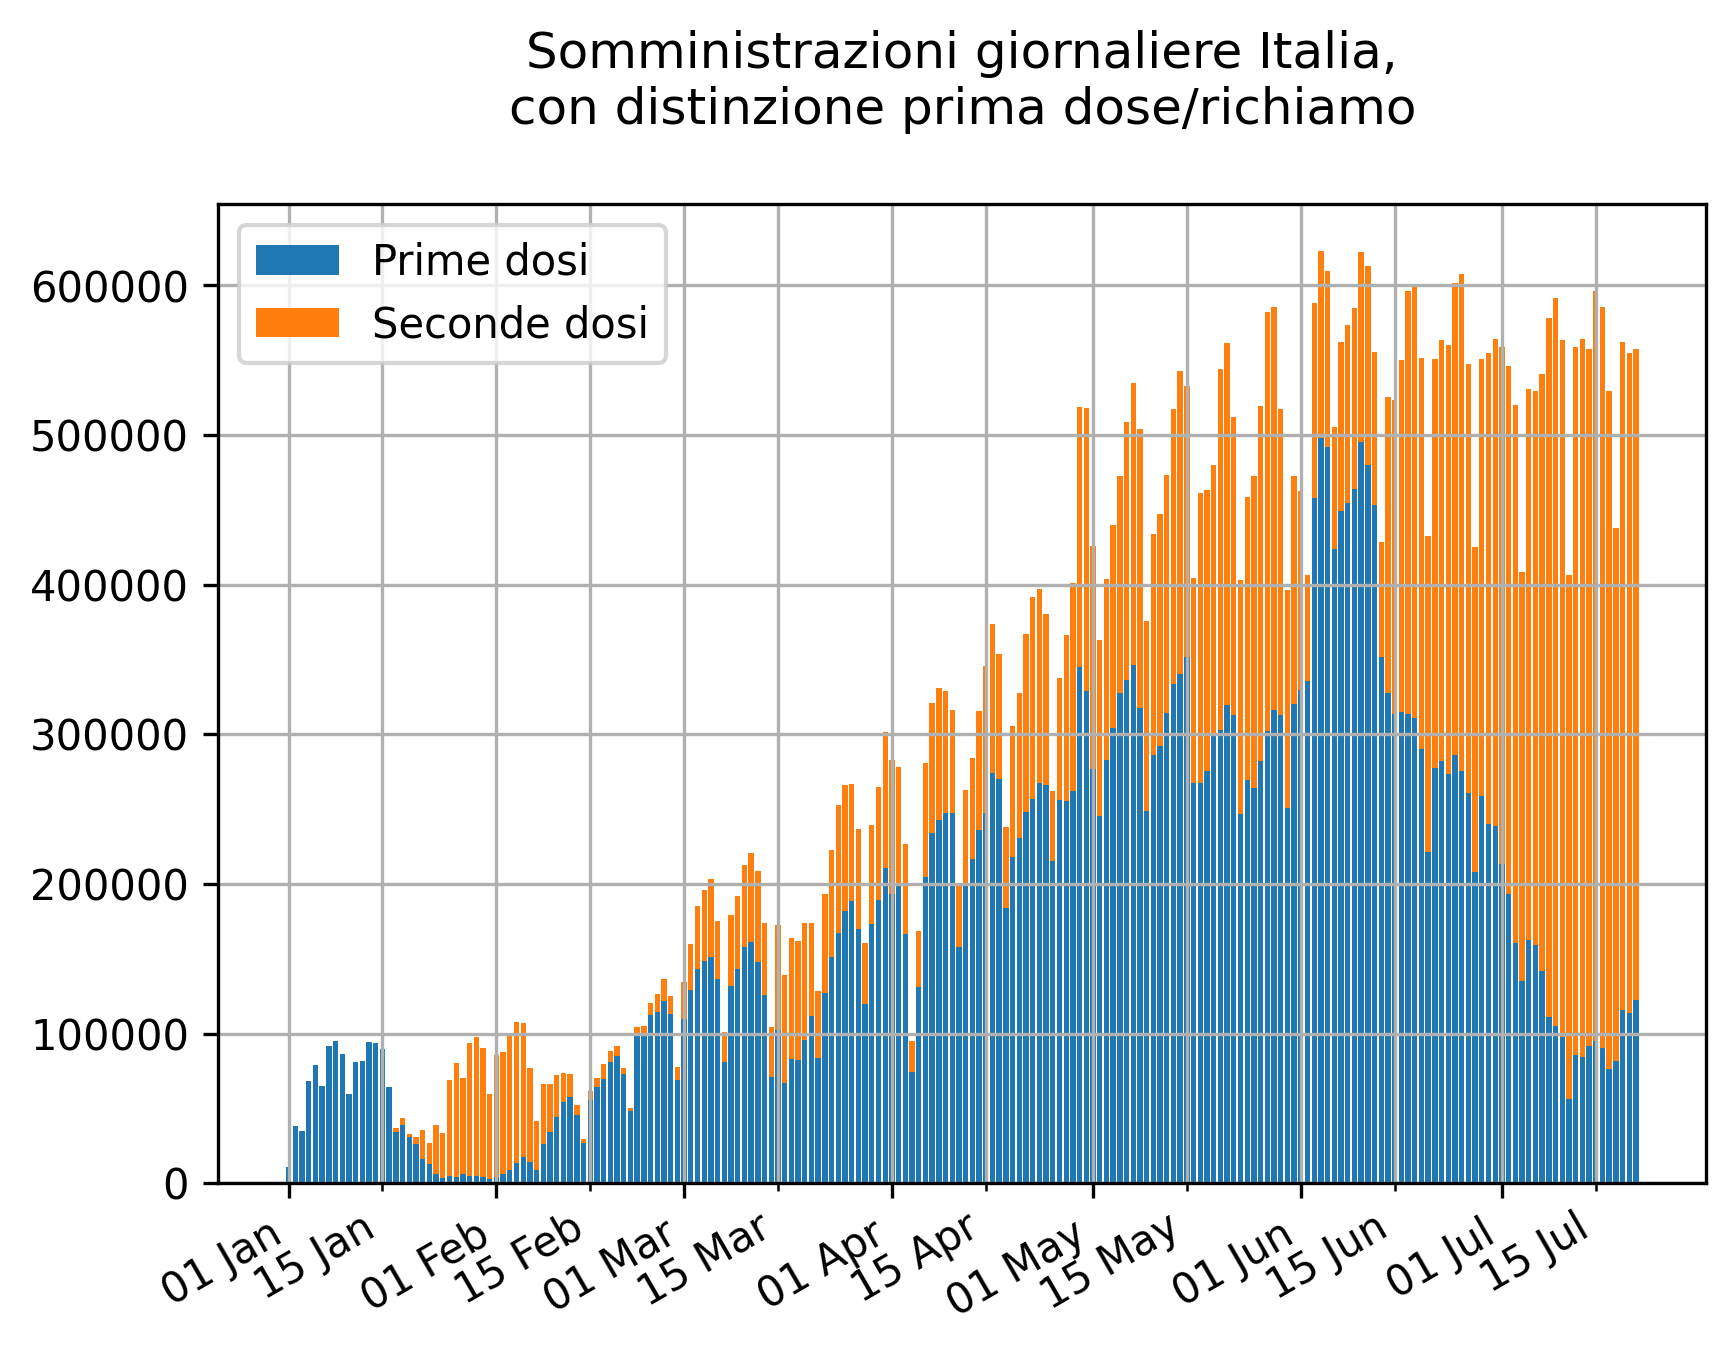 Somministrazioni giornaliere Italia,
con distinzione prima dose/richiamo
Prime dosi
Seconde dosi
600000
500000
400000
300000
200000
100000
0
01 Jan
15 Jan
01 Feb
15 Feb
01 Mar
15 Mar
01 Apr
15 Apr
01 May
15 May
01 Jun
15 Jun
01 Jul
15 Jul